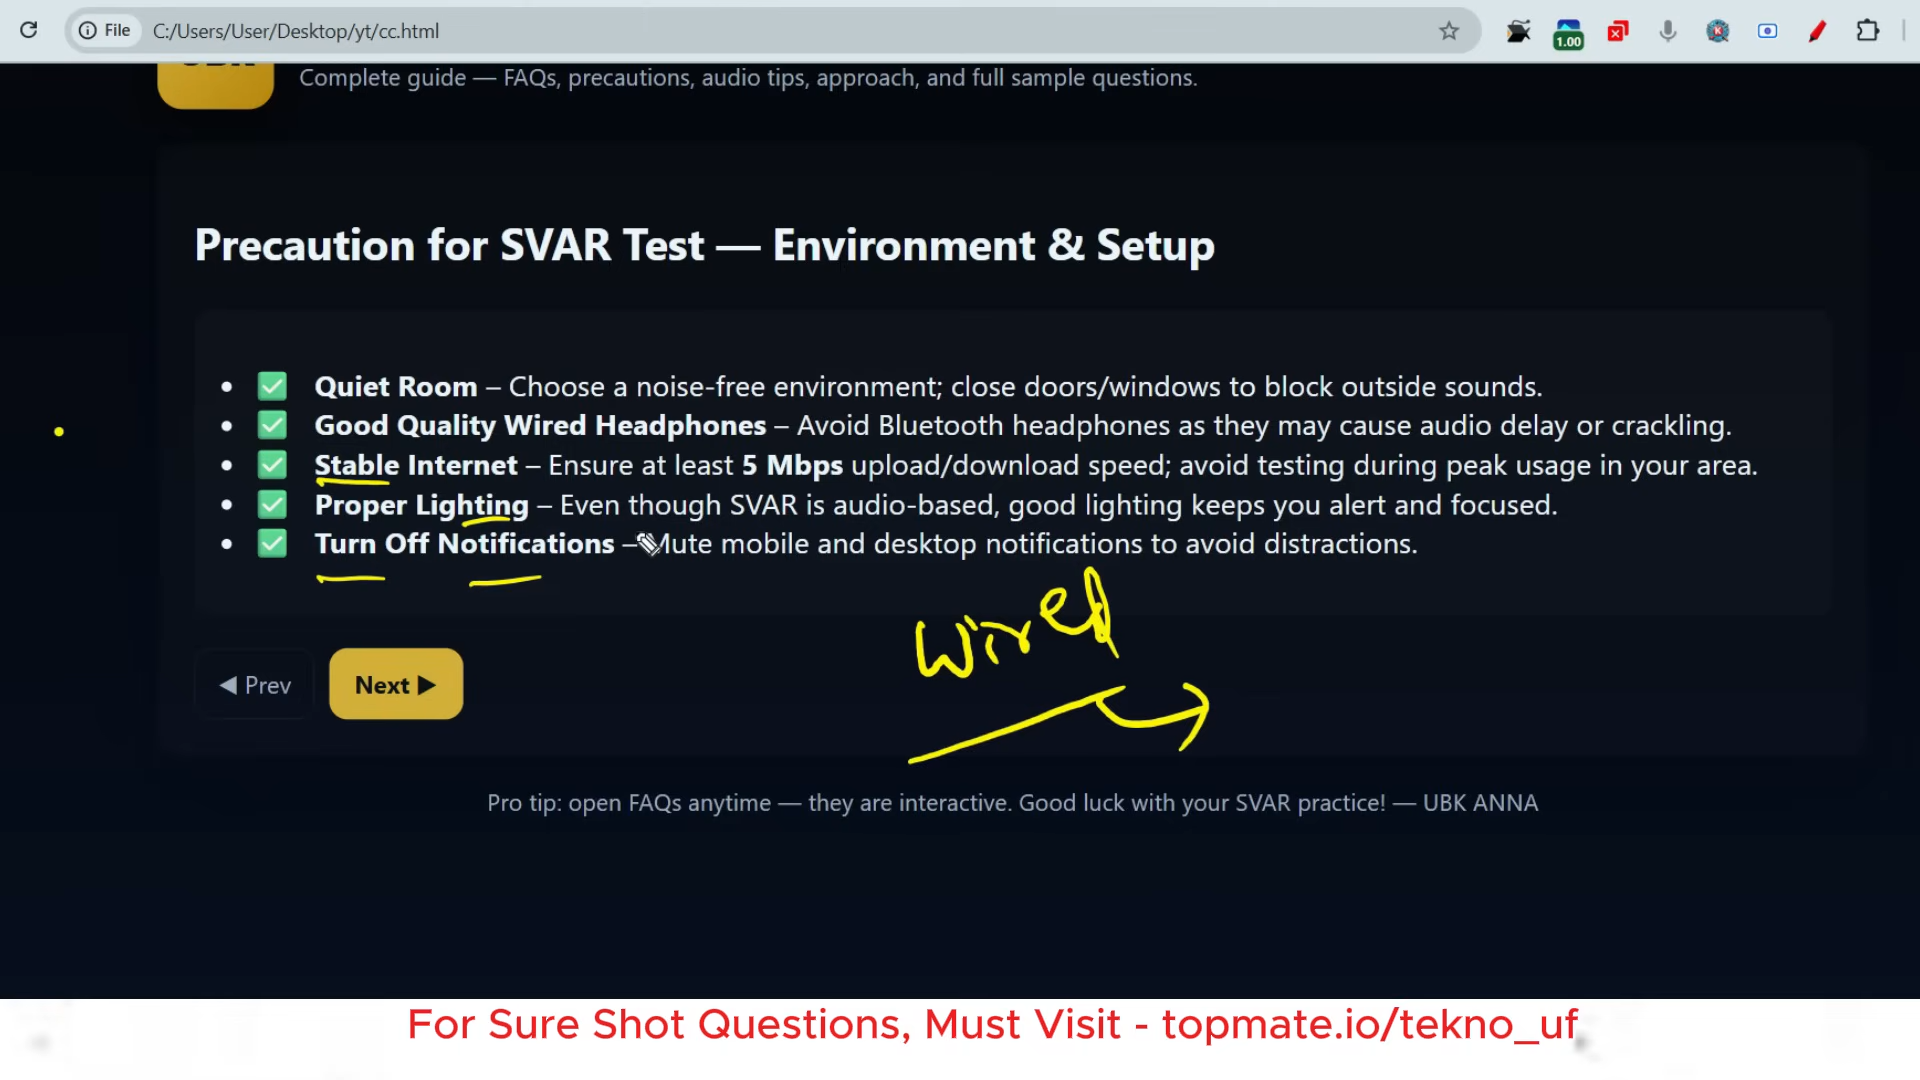 File C:/Users/User/Desktop/yt/cc.html
1.00
Complete guide — FAQs, precautions, audio tips, approach, and full sample questions.
Precaution for SVAR Test — Environment & Setup
• ✅ Quiet Room – Choose a noise-free environment; close doors/windows to block outside sounds.
• ✅ Good Quality Wired Headphones – Avoid Bluetooth headphones as they may cause audio delay or crackling.
• ✅ Stable Internet – Ensure at least 5 Mbps upload/download speed; avoid testing during peak usage in your area.
• ✅ Proper Lighting – Even though SVAR is audio-based, good lighting keeps you alert and focused.
• ✅ Turn Off Notifications – Mute mobile and desktop notifications to avoid distractions.
Wired
◀ Prev Next ▶
Pro tip: open FAQs anytime — they are interactive. Good luck with your SVAR practice! — UBK ANNA
For Sure Shot Questions, Must Visit - topmate.io/tekno_uf